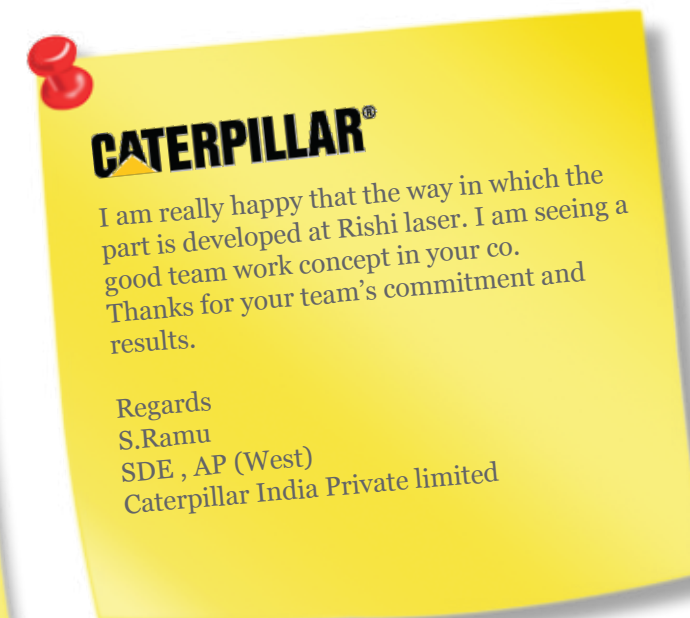 CATERPILLAR®
I am really happy that the way in which the
part is developed at Rishi laser. I am seeing a
good team work concept in your co.
Thanks for your team's commitment and
results.
Regards
S.Ramu
SDE , AP (West)
Caterpillar India Private limited